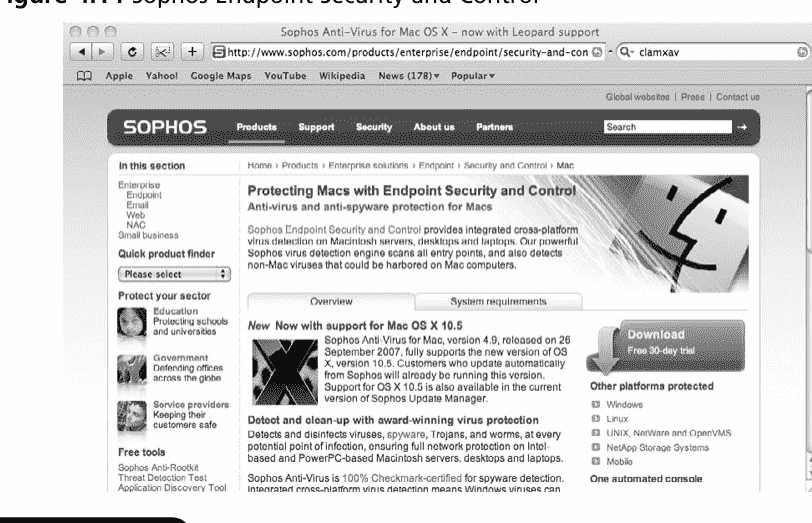 Sophos Endpoint Security and Control
Sophos Anti-Virus for Mac OS X – now with Leopard support
http://www.sophos.com/products/enterprise/endpoint/security-and-con
clamxav
Apple Yahoo! Google Maps YouTube Wikipedia News (178) Popular
Global websites | Press | Contact us
SOPHOS Products Support Security About us Partners Search
In this section
Home › Products › Enterprise solutions › Endpoint › Security and Control › Mac
Enterprise
Endpoint
Email
Web
NAC
Small business
Quick product finder
Please select
Protect your sector
Education
Protecting schools
and universities
Government
Defending offices
across the globe
Service providers
Keeping their
customers safe
Free tools
Sophos Anti-Rootkit
Threat Detection Test
Application Discovery Tool
Protecting Macs with Endpoint Security and Control
Anti-virus and anti-spyware protection for Macs
Sophos Endpoint Security and Control provides integrated cross-platform
virus detection on Macintosh servers, desktops and laptops. Our powerful
Sophos virus detection engine scans all entry points, and also detects
non-Mac viruses that could be harbored on Mac computers.
Overview System requirements
New Now with support for Mac OS X 10.5
Sophos Anti-Virus for Mac, version 4.9, released on 26
September 2007, fully supports the new version of OS
X, version 10.5. Customers who update automatically
from Sophos will already be running this version.
Support for OS X 10.5 is also available in the current
version of Sophos Update Manager.
Detect and clean-up with award-winning virus protection
Detects and disinfects viruses, spyware, Trojans, and worms, at every
potential point of infection, ensuring full network protection on Intel-
based and PowerPC-based Macintosh servers, desktops and laptops.
Sophos Anti-Virus is 100% Checkmark-certified for spyware detection.
Integrated cross-platform virus detection means Windows viruses can
Download
Free 30-day trial
Other platforms protected
Windows
Linux
UNIX, NetWare and OpenVMS
NetApp Storage Systems
Mobile
One automated console